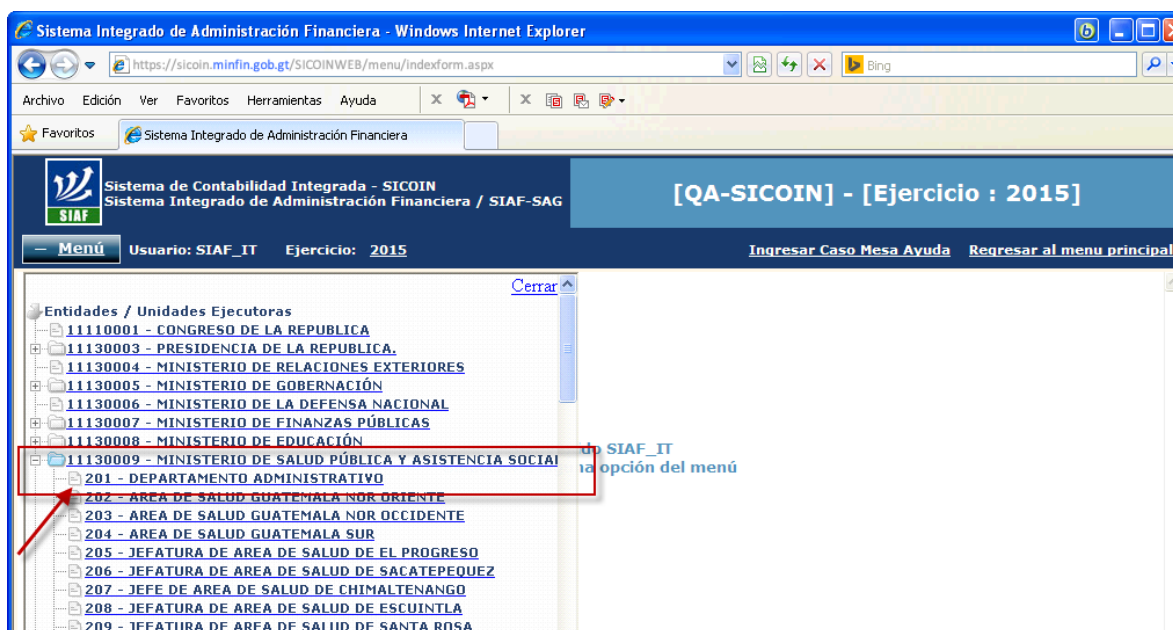 Sistema Integrado de Administración Financiera - Windows Internet Explorer
https://sicoin.minfin.gob.gt/SICOINWEB/menu/indexform.aspx
Bing
Archivo Edición Ver Favoritos Herramientas Ayuda
Favoritos
Sistema Integrado de Administración Financiera
SIAF
Sistema de Contabilidad Integrada - SICOIN
Sistema Integrado de Administración Financiera / SIAF-SAG
[QA-SICOIN] - [Ejercicio : 2015]
— Menú Usuario: SIAF_IT Ejercicio: 2015 Ingresar Caso Mesa Ayuda Regresar al menu principal
Cerrar
Entidades / Unidades Ejecutoras
11110001 - CONGRESO DE LA REPUBLICA
11130003 - PRESIDENCIA DE LA REPUBLICA.
11130004 - MINISTERIO DE RELACIONES EXTERIORES
11130005 - MINISTERIO DE GOBERNACIÓN
11130006 - MINISTERIO DE LA DEFENSA NACIONAL
11130007 - MINISTERIO DE FINANZAS PÚBLICAS
11130008 - MINISTERIO DE EDUCACIÓN
11130009 - MINISTERIO DE SALUD PÚBLICA Y ASISTENCIA SOCIAL
do SIAF_IT
na opción del menú
201 - DEPARTAMENTO ADMINISTRATIVO
202 - AREA DE SALUD GUATEMALA NOR ORIENTE
203 - AREA DE SALUD GUATEMALA NOR OCCIDENTE
204 - AREA DE SALUD GUATEMALA SUR
205 - JEFATURA DE AREA DE SALUD DE EL PROGRESO
206 - JEFATURA DE AREA DE SALUD DE SACATEPEQUEZ
207 - JEFE DE AREA DE SALUD DE CHIMALTENANGO
208 - JEFATURA DE AREA DE SALUD DE ESCUINTLA
209 - JEFATURA DE AREA DE SALUD DE SANTA ROSA